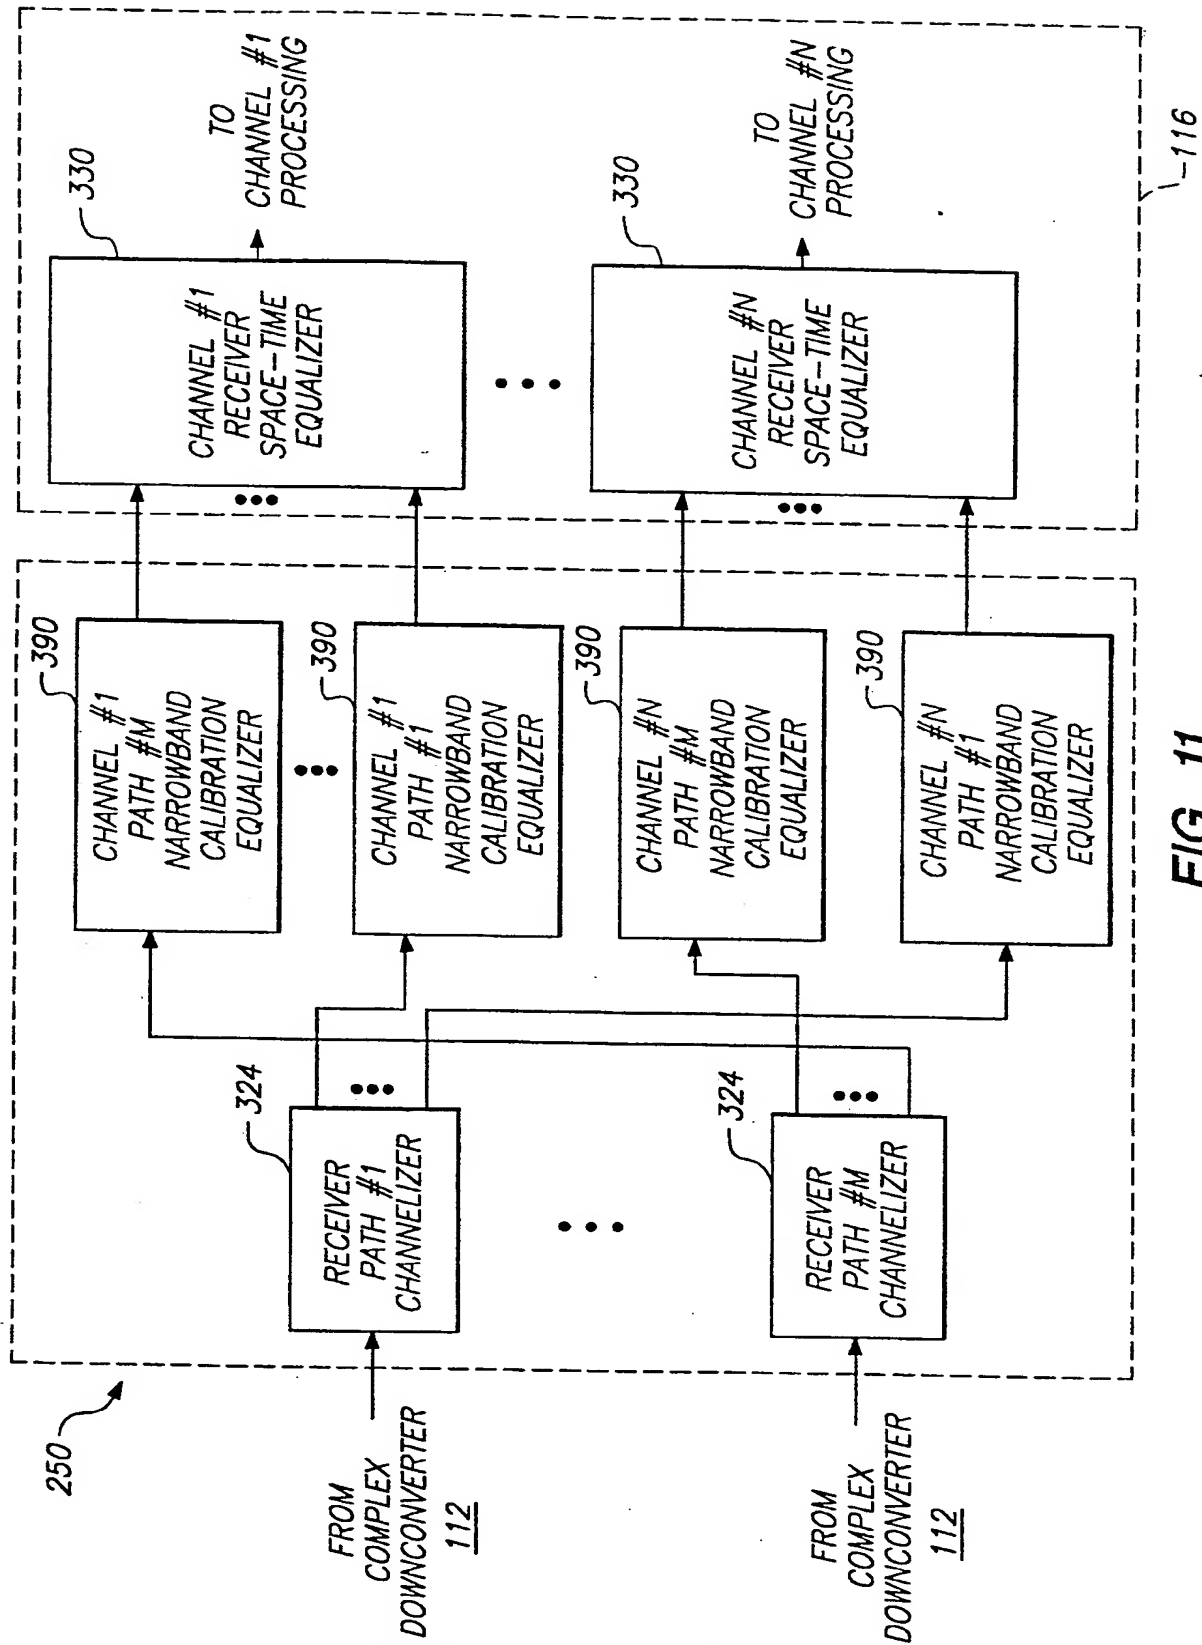 250
FROM
COMPLEX
DOWNCONVERTER
112
FROM
COMPLEX
DOWNCONVERTER
112
324
RECEIVER
PATH #1
CHANNELIZER
324
RECEIVER
PATH #M
CHANNELIZER
390
CHANNEL #1
PATH #M
NARROWBAND
CALIBRATION
EQUALIZER
390
CHANNEL #1
PATH #1
NARROWBAND
CALIBRATION
EQUALIZER
390
CHANNEL #N
PATH #M
NARROWBAND
CALIBRATION
EQUALIZER
390
CHANNEL #N
PATH #1
NARROWBAND
CALIBRATION
EQUALIZER
330
CHANNEL #1
RECEIVER
SPACE-TIME
EQUALIZER
TO
CHANNEL #1
PROCESSING
330
CHANNEL #N
RECEIVER
SPACE-TIME
EQUALIZER
TO
CHANNEL #N
PROCESSING
116
FIG. 11